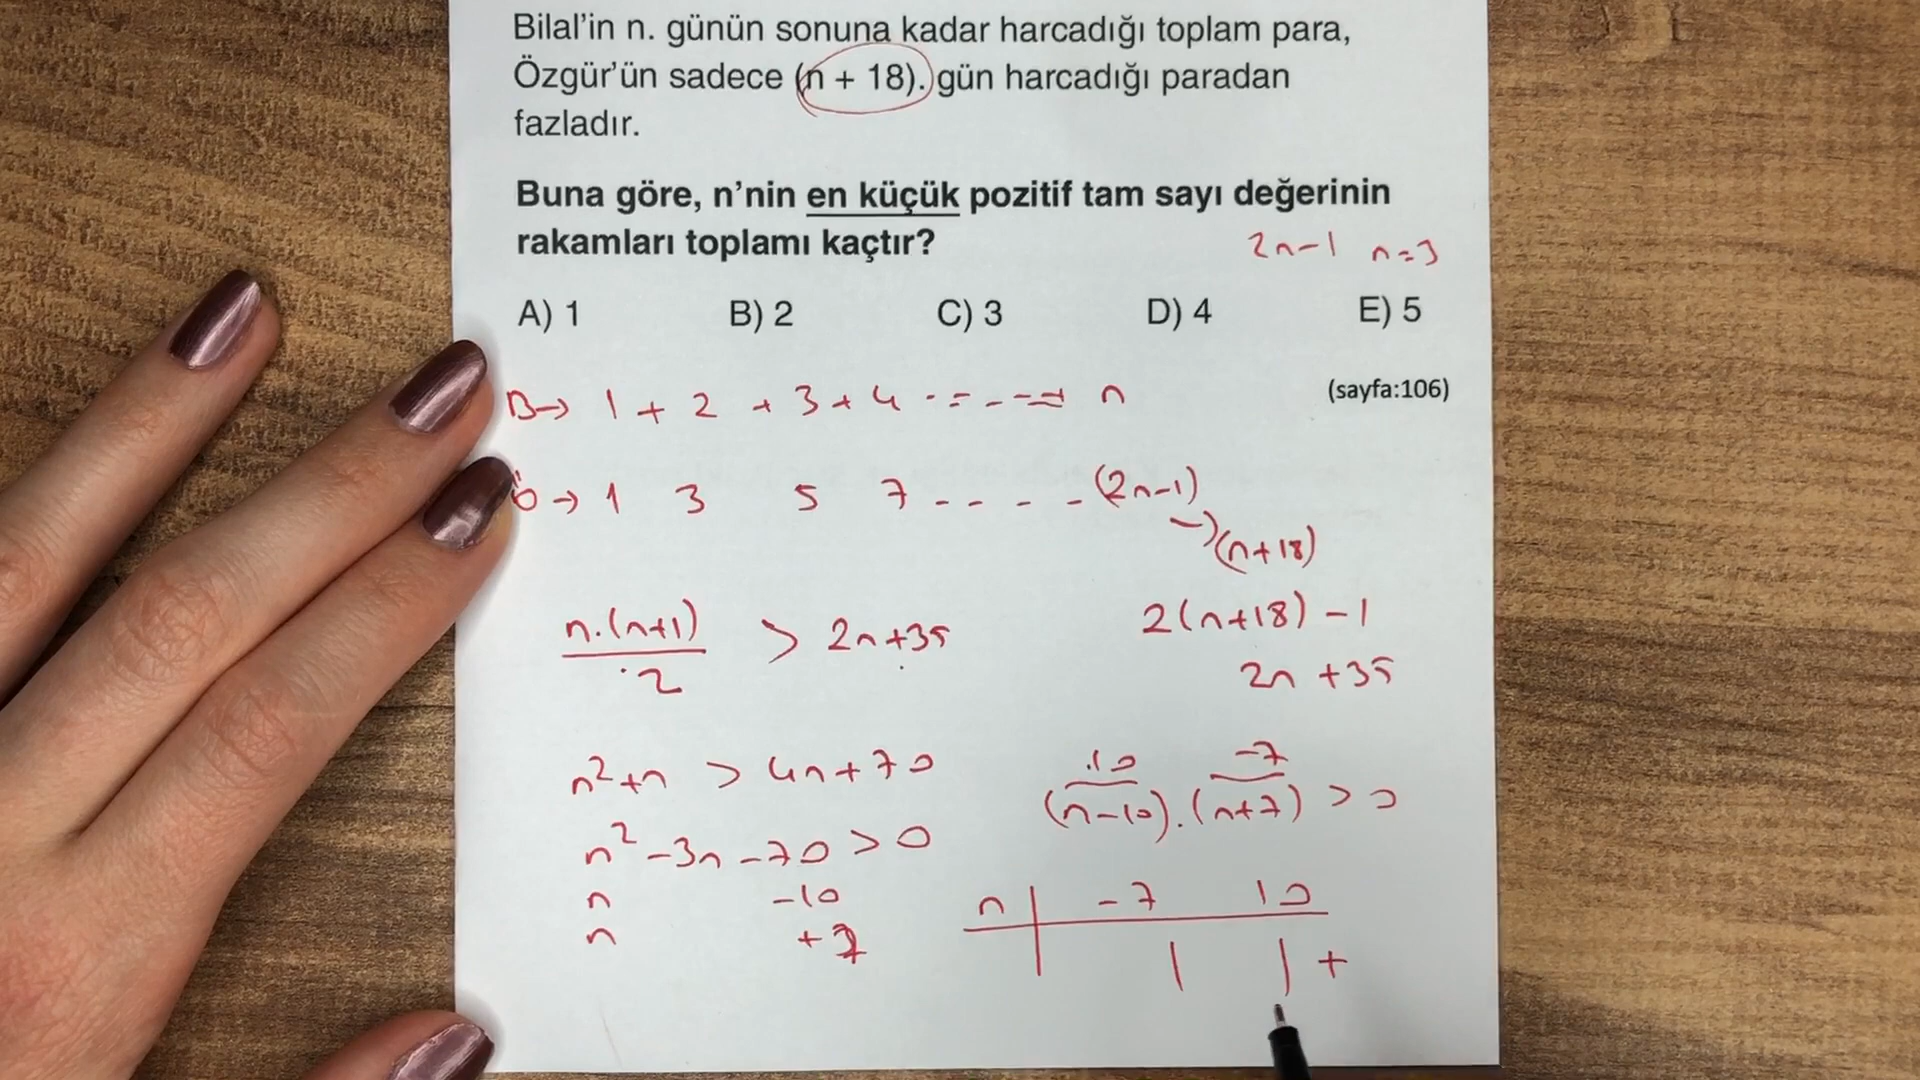 Bilal’in n. günün sonuna kadar harcadığı toplam para,
Özgür’ün sadece (n + 18). gün harcadığı paradan
fazladır.
Buna göre, n’nin en küçük pozitif tam sayı değerinin
rakamları toplamı kaçtır?
2n-1 n=3
A) 1 B) 2 C) 3 D) 4 E) 5
(sayfa:106)
B→ 1 + 2 + 3 + 4 ------+ n
Ö → 1 3 5 7 - - - - (2n-1)
→(n+18)
n.(n+1)/2 > 2n+35
2(n+18) -1
2n +35
n²+n > 4n+70
10 -7
(n-10).(n+7) > 0
n² -3n -70 > 0
n -10
n +7
n | -7 10
| | +